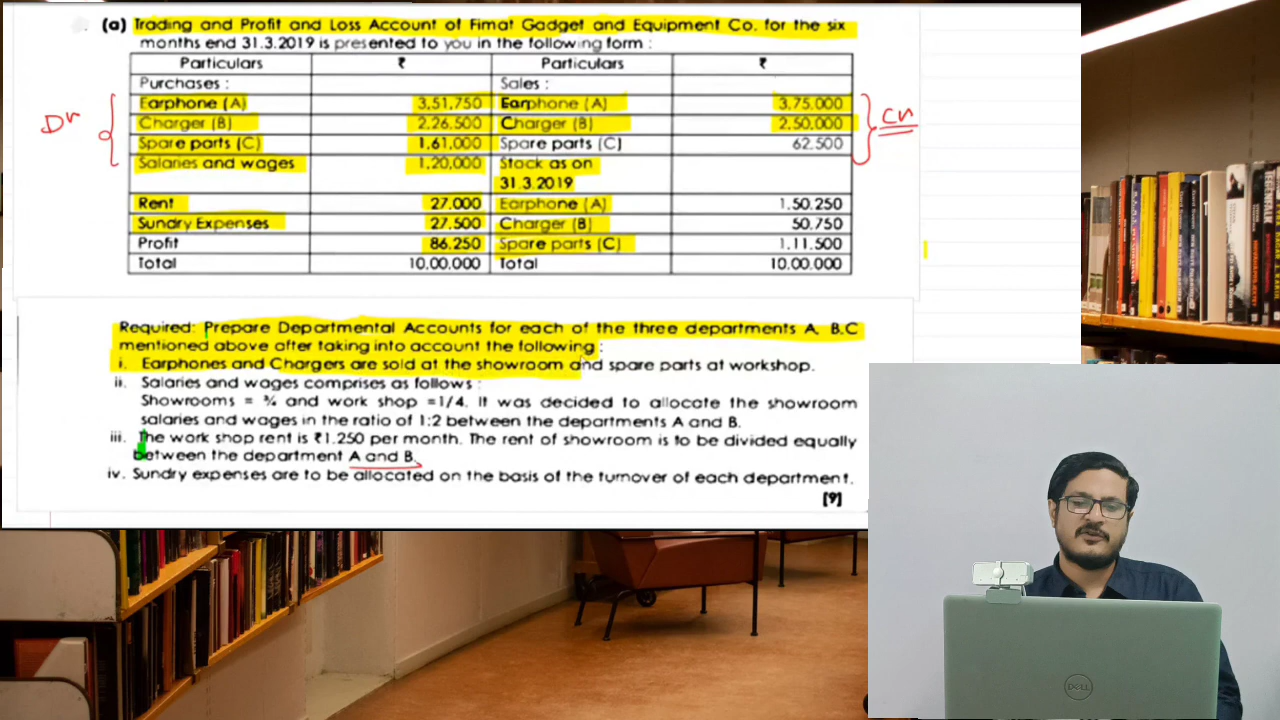 (a) Trading and Profit and Loss Account of Fimat Gadget and Equipment Co. for the six
months end 31.3.2019 is presented to you in the following form :
Particulars ₹ Particulars ₹
Purchases : Sales :
Earphone (A) 3,51,750 Earphone (A) 3,75,000
Charger (B) 2,26,500 Charger (B) 2,50,000
Spare parts (C) 1,61,000 Spare parts (C) 62,500
Salaries and wages 1,20,000 Stock as on
31.3.2019
Rent 27,000 Earphone (A) 1,50,250
Sundry Expenses 27,500 Charger (B) 50,750
Profit 86,250 Spare parts (C) 1,11,500
Total 10,00,000 Total 10,00,000
Dr
Cr
Required: Prepare Departmental Accounts for each of the three departments A, B,C
mentioned above after taking into account the following :
i. Earphones and Chargers are sold at the showroom and spare parts at workshop.
ii. Salaries and wages comprises as follows :
Showrooms = ¾ and work shop =1/4. It was decided to allocate the showroom
salaries and wages in the ratio of 1:2 between the departments A and B.
iii. The work shop rent is ₹1,250 per month. The rent of showroom is to be divided equally
between the department A and B.
iv. Sundry expenses are to be allocated on the basis of the turnover of each department.
[9]
DELL